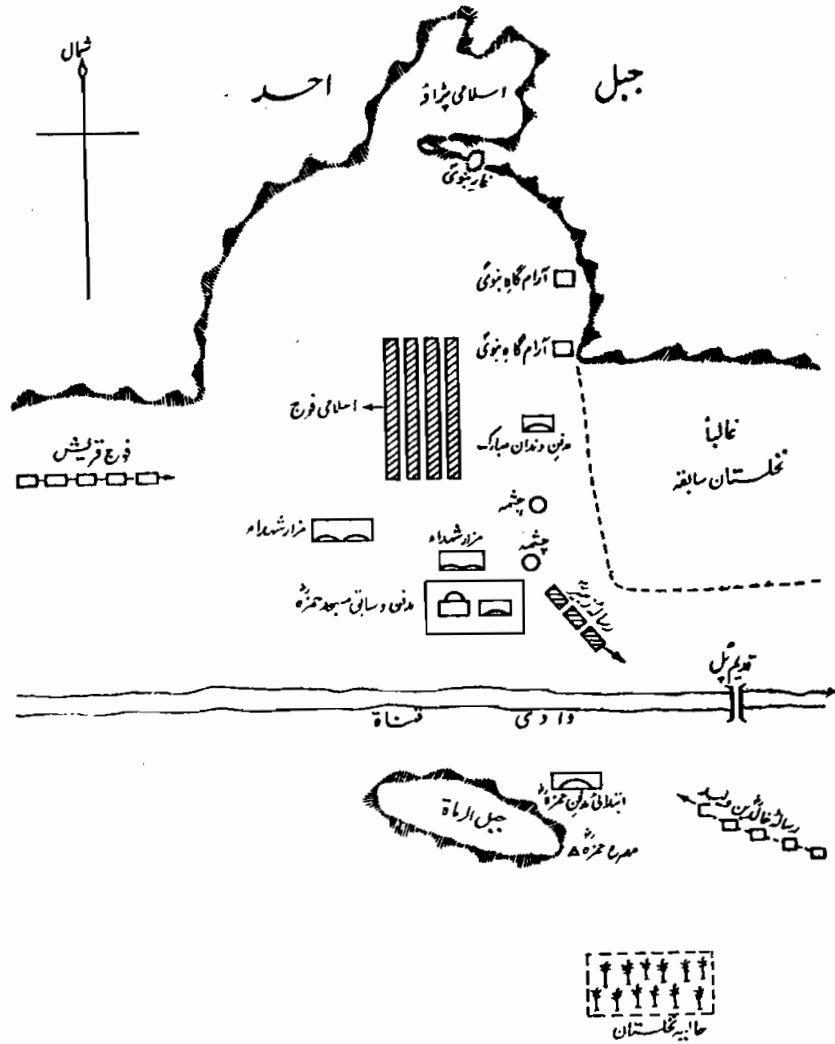 شمال
جبل
احد
اسلامی پڑاؤ
غارِ نبویؐ
آرام گاہِ نبویؐ
آرام گاہِ نبویؐ
اسلامی فوج
غالباً
نخلستان سابقہ
فوج قریش
مدفن دندان مبارک
چشمہ
مزار شہداء
مزار شہداء
چشمہ
مدفن و سابق مسجد حمزہؓ
رسالہ زبیرؓ
قدیم پُل
وادی
قناة
جبل الرماة
ابتدائی مدفن حمزہؓ
مصرع حمزہؓ
رسالہ خالدؓ بن ولید
حالیہ نخلستان